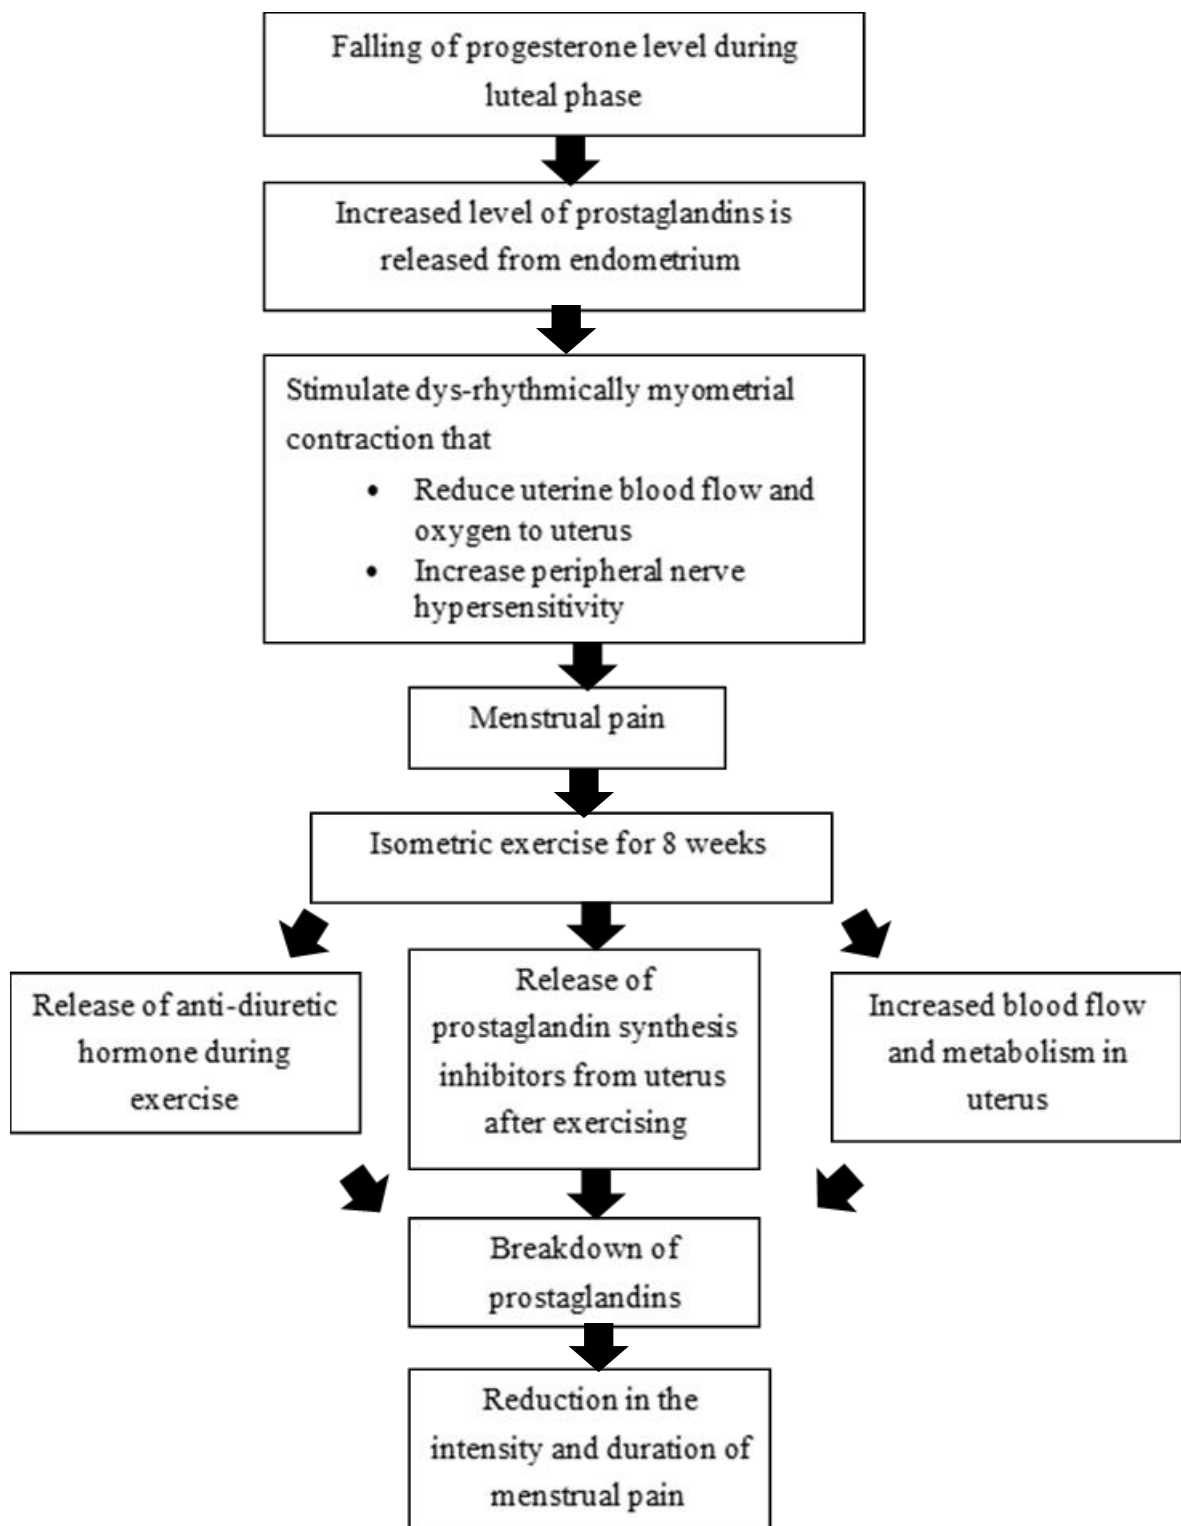 Falling of progesterone level during
luteal phase
Increased level of prostaglandins is
released from endometrium
Stimulate dys-rhythmically myometrial
contraction that
• Reduce uterine blood flow and
oxygen to uterus
• Increase peripheral nerve
hypersensitivity
Menstrual pain
Isometric exercise for 8 weeks
Release of anti-diuretic
hormone during
exercise
Release of
prostaglandin synthesis
inhibitors from uterus
after exercising
Increased blood flow
and metabolism in
uterus
Breakdown of
prostaglandins
Reduction in the
intensity and duration of
menstrual pain